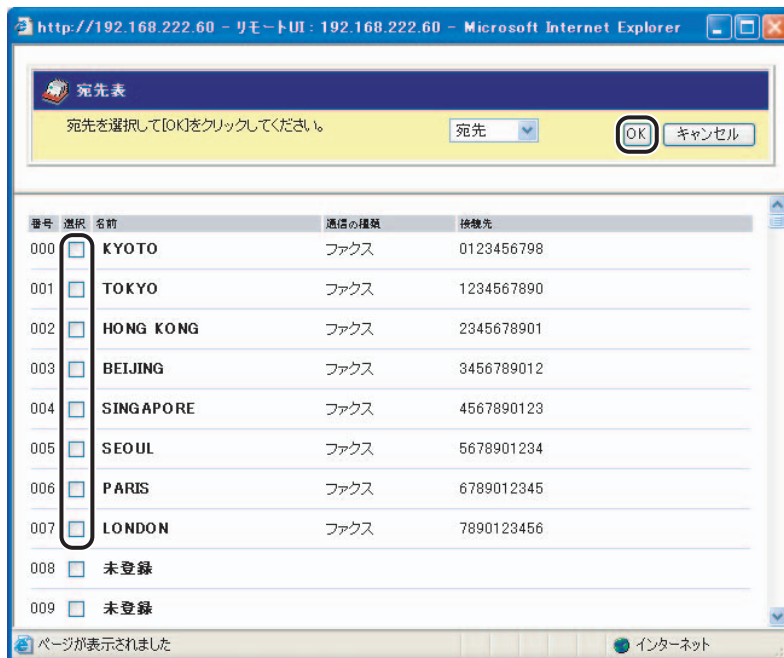 http://192.168.222.60 - リモートUI : 192.168.222.60 - Microsoft Internet Explorer
宛先表
宛先を選択して[OK]をクリックしてください。 宛先 OK キャンセル
番号 選択 名前 通信の種類 接続先
000 KYOTO ファクス 0123456798
001 TOKYO ファクス 1234567890
002 HONG KONG ファクス 2345678901
003 BEIJING ファクス 3456789012
004 SINGAPORE ファクス 4567890123
005 SEOUL ファクス 5678901234
006 PARIS ファクス 6789012345
007 LONDON ファクス 7890123456
008 未登録
009 未登録
ページが表示されました インターネット